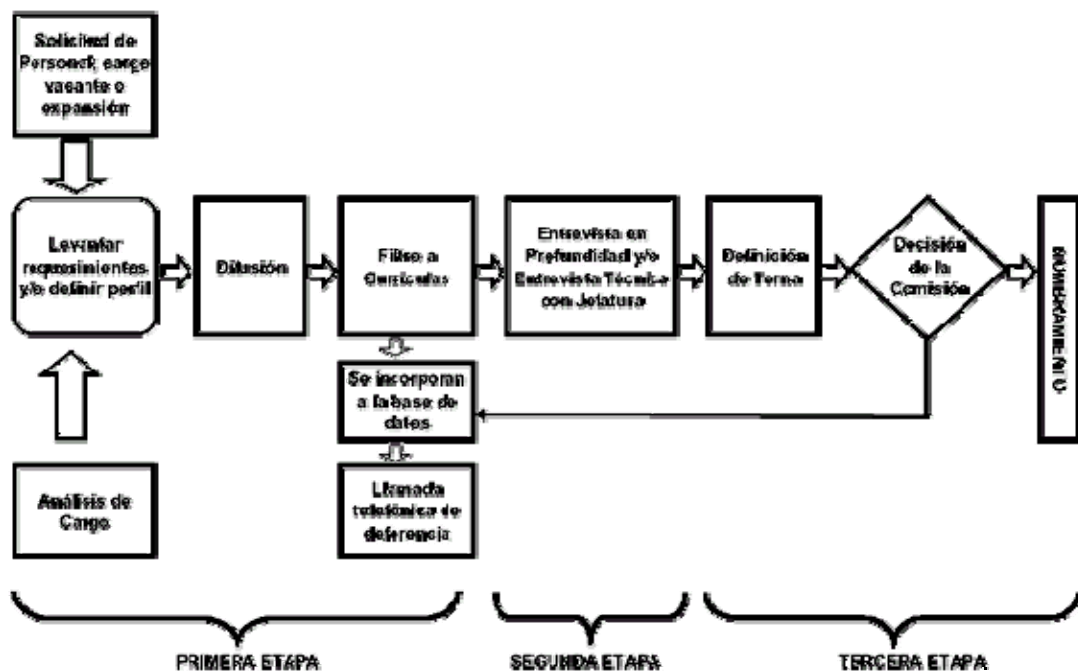 Solicitud de
Personal, cargo
vacante o
expansión
Levantar
requerimientos
y/o definir perfil
Difusión
Filtro a
Currículas
Entrevista en
Profundidad y/o
Entrevista Técnica
con Jefatura
Definición
de Terna
Decisión
de la
Comisión
NOMBRAMIENTO
Se incorporan
a la base de
datos
Análisis de
Cargo
Llamada
telefónica de
deferencia
PRIMERA ETAPA
SEGUNDA ETAPA
TERCERA ETAPA